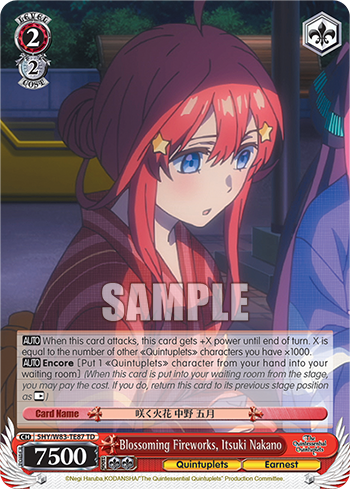 LEVEL
2
2
COST
SAMPLE
AUTO When this card attacks, this card gets +X power until end of turn. X is
equal to the number of other «Quintuplets» characters you have ×1000.
AUTO Encore [Put 1 «Quintuplets» character from your hand into your
waiting room] (When this card is put into your waiting room from the stage,
you may pay the cost. If you do, return this card to its previous stage position
as [REST])
Card Name 咲く火花 中野 五月
CH 5HY/W83-TE87 TD
Blossoming Fireworks, Itsuki Nakano
The Quintessential Quintuplets
POWER 7500
Quintuplets Earnest
©Negi Haruba,KODANSHA/"The Quintessential Quintuplets" Production Committee.